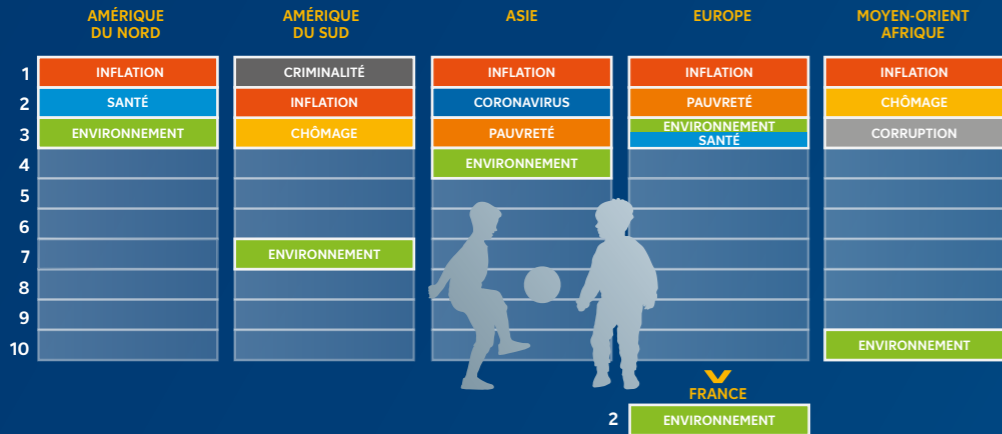 AMÉRIQUE
DU NORD
AMÉRIQUE
DU SUD
ASIE
EUROPE
MOYEN-ORIENT
AFRIQUE
1 INFLATION CRIMINALITÉ INFLATION INFLATION INFLATION
2 SANTÉ INFLATION CORONAVIRUS PAUVRETÉ CHÔMAGE
3 ENVIRONNEMENT CHÔMAGE PAUVRETÉ ENVIRONNEMENT CORRUPTION
SANTÉ
4 ENVIRONNEMENT
5
6
7 ENVIRONNEMENT
8
9
10 ENVIRONNEMENT
FRANCE
2 ENVIRONNEMENT